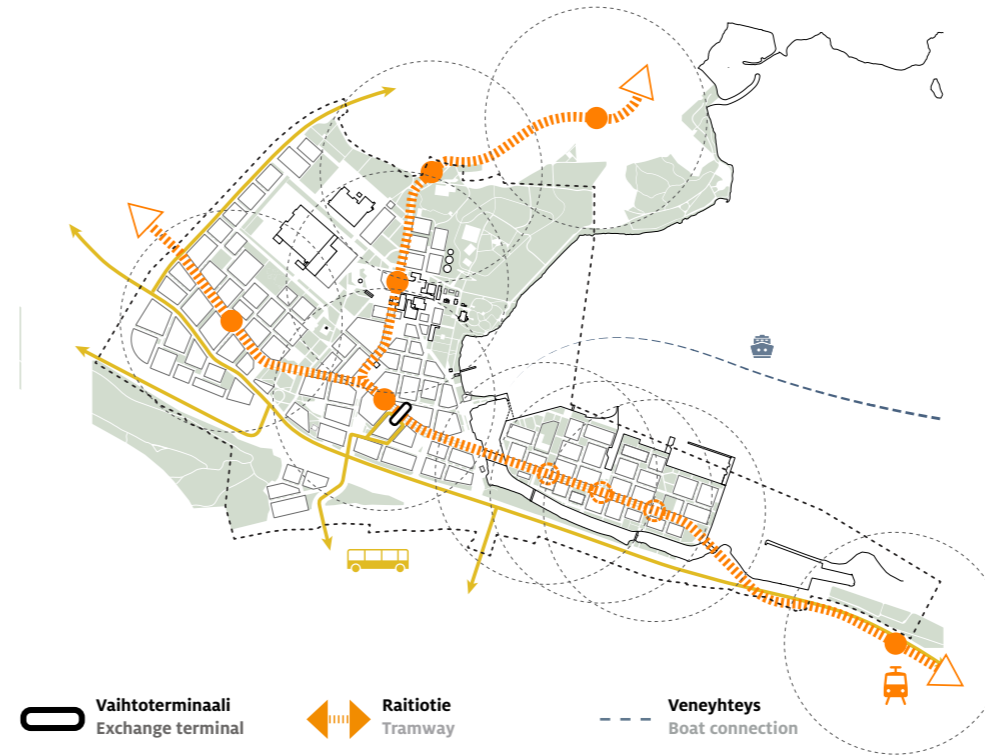 Vaihtoterminaali
Exchange terminal
Raitiotie
Tramway
Veneyhteys
Boat connection